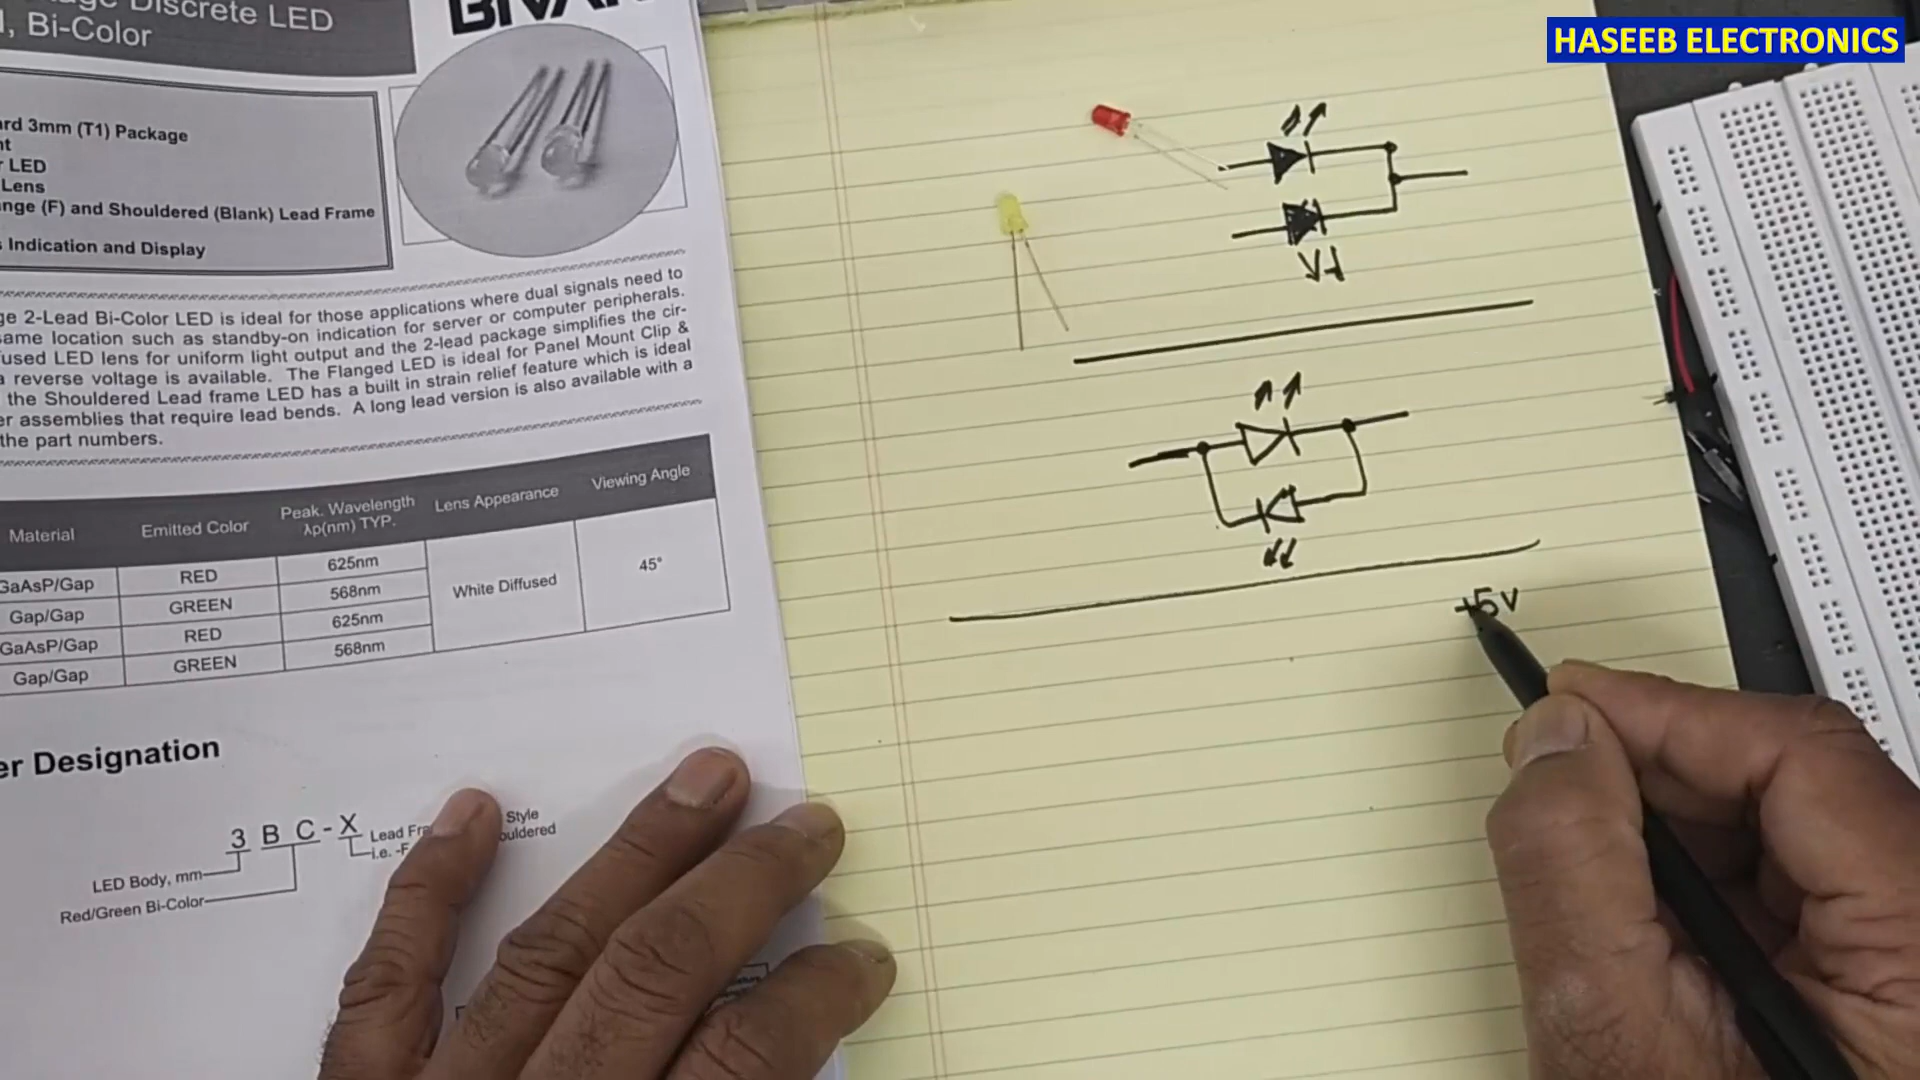 Discrete LED
, Bi-Color
HASEEB ELECTRONICS
3mm (T1) Package
LED
Lens
(F) and Shouldered (Blank) Lead Frame
Indication and Display
2-Lead Bi-Color LED is ideal for those applications where dual signals need to
location such as standby-on indication for server or computer peripherals.
LED lens for uniform light output and the 2-lead package simplifies the cir-
reverse voltage is available. The Flanged LED is ideal for Panel Mount Clip &
the Shouldered Lead frame LED has a built in strain relief feature which is ideal
assemblies that require lead bends. A long lead version is also available with a
the part numbers.
Material Emitted Color Peak. Wavelength λp(nm) TYP. Lens Appearance Viewing Angle
GaAsP/Gap RED 625nm White Diffused 45°
Gap/Gap GREEN 568nm
GaAsP/Gap RED 625nm
Gap/Gap GREEN 568nm
+5V
Designation
3 B C - X
Lead
Style
i.e. -F
LED Body, mm
Red/Green Bi-Color